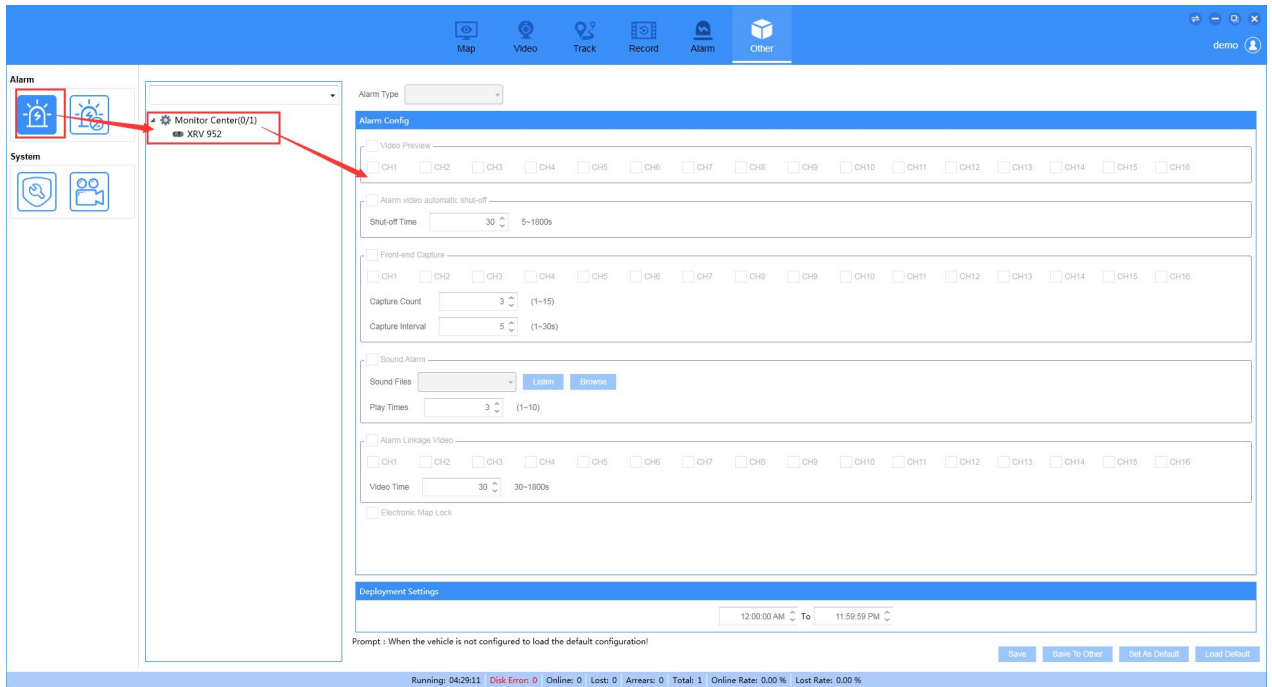 Map Video Track Record Alarm Other
demo
Alarm
System
Monitor Center(0/1)
XRV 952
Alarm Type
Alarm Config
Video Preview
CH1 CH2 CH3 CH4 CH5 CH6 CH7 CH8 CH9 CH10 CH11 CH12 CH13 CH14 CH15 CH16
Alarm video automatic shut-off
Shut-off Time 30 5~1800s
Front-end Capture
CH1 CH2 CH3 CH4 CH5 CH6 CH7 CH8 CH9 CH10 CH11 CH12 CH13 CH14 CH15 CH16
Capture Count 3 (1~15)
Capture Interval 5 (1~30s)
Sound Alarm
Sound Files Listen Browse
Play Times 3 (1~10)
Alarm Linkage Video
CH1 CH2 CH3 CH4 CH5 CH6 CH7 CH8 CH9 CH10 CH11 CH12 CH13 CH14 CH15 CH16
Video Time 30 30~1800s
Electronic Map Lock
Deployment Settings
12:00:00 AM To 11:59:59 PM
Prompt : When the vehicle is not configured to load the default configuration!
Save Save To Other Set As Default Load Default
Running: 04:29:11 Disk Error: 0 Online: 0 Lost: 0 Arrears: 0 Total: 1 Online Rate: 0.00 % Lost Rate: 0.00 %